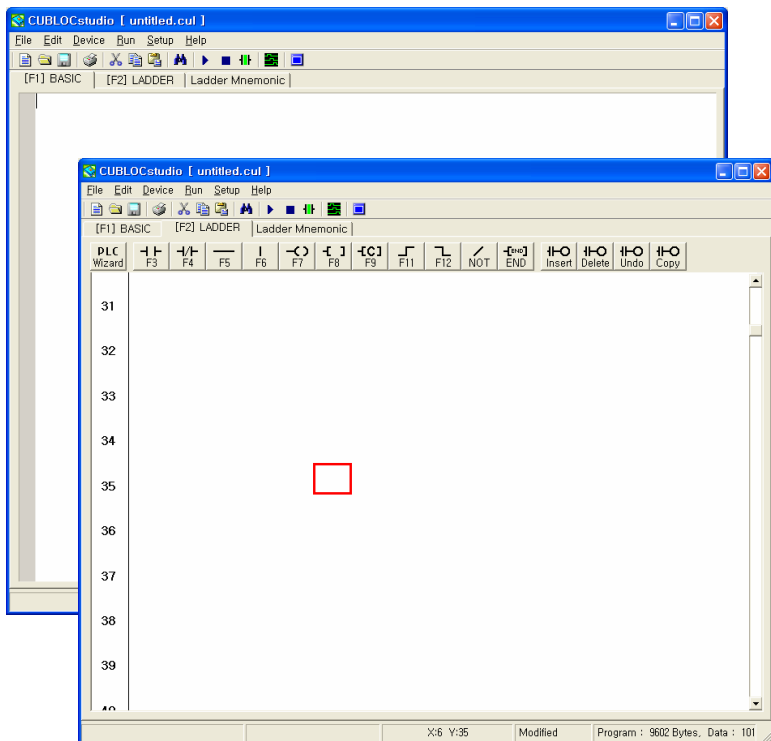 CUBLOCstudio [ untitled.cul ]
File Edit Device Run Setup Help
[F1] BASIC [F2] LADDER Ladder Mnemonic
CUBLOCstudio [ untitled.cul ]
File Edit Device Run Setup Help
[F1] BASIC [F2] LADDER Ladder Mnemonic
PLC Wizard F3 F4 F5 F6 F7 F8 [C] F9 F11 F12 NOT [END] END Insert Delete Undo Copy
31
32
33
34
35
36
37
38
39
40
X:6 Y:35 Modified Program : 9602 Bytes, Data : 101